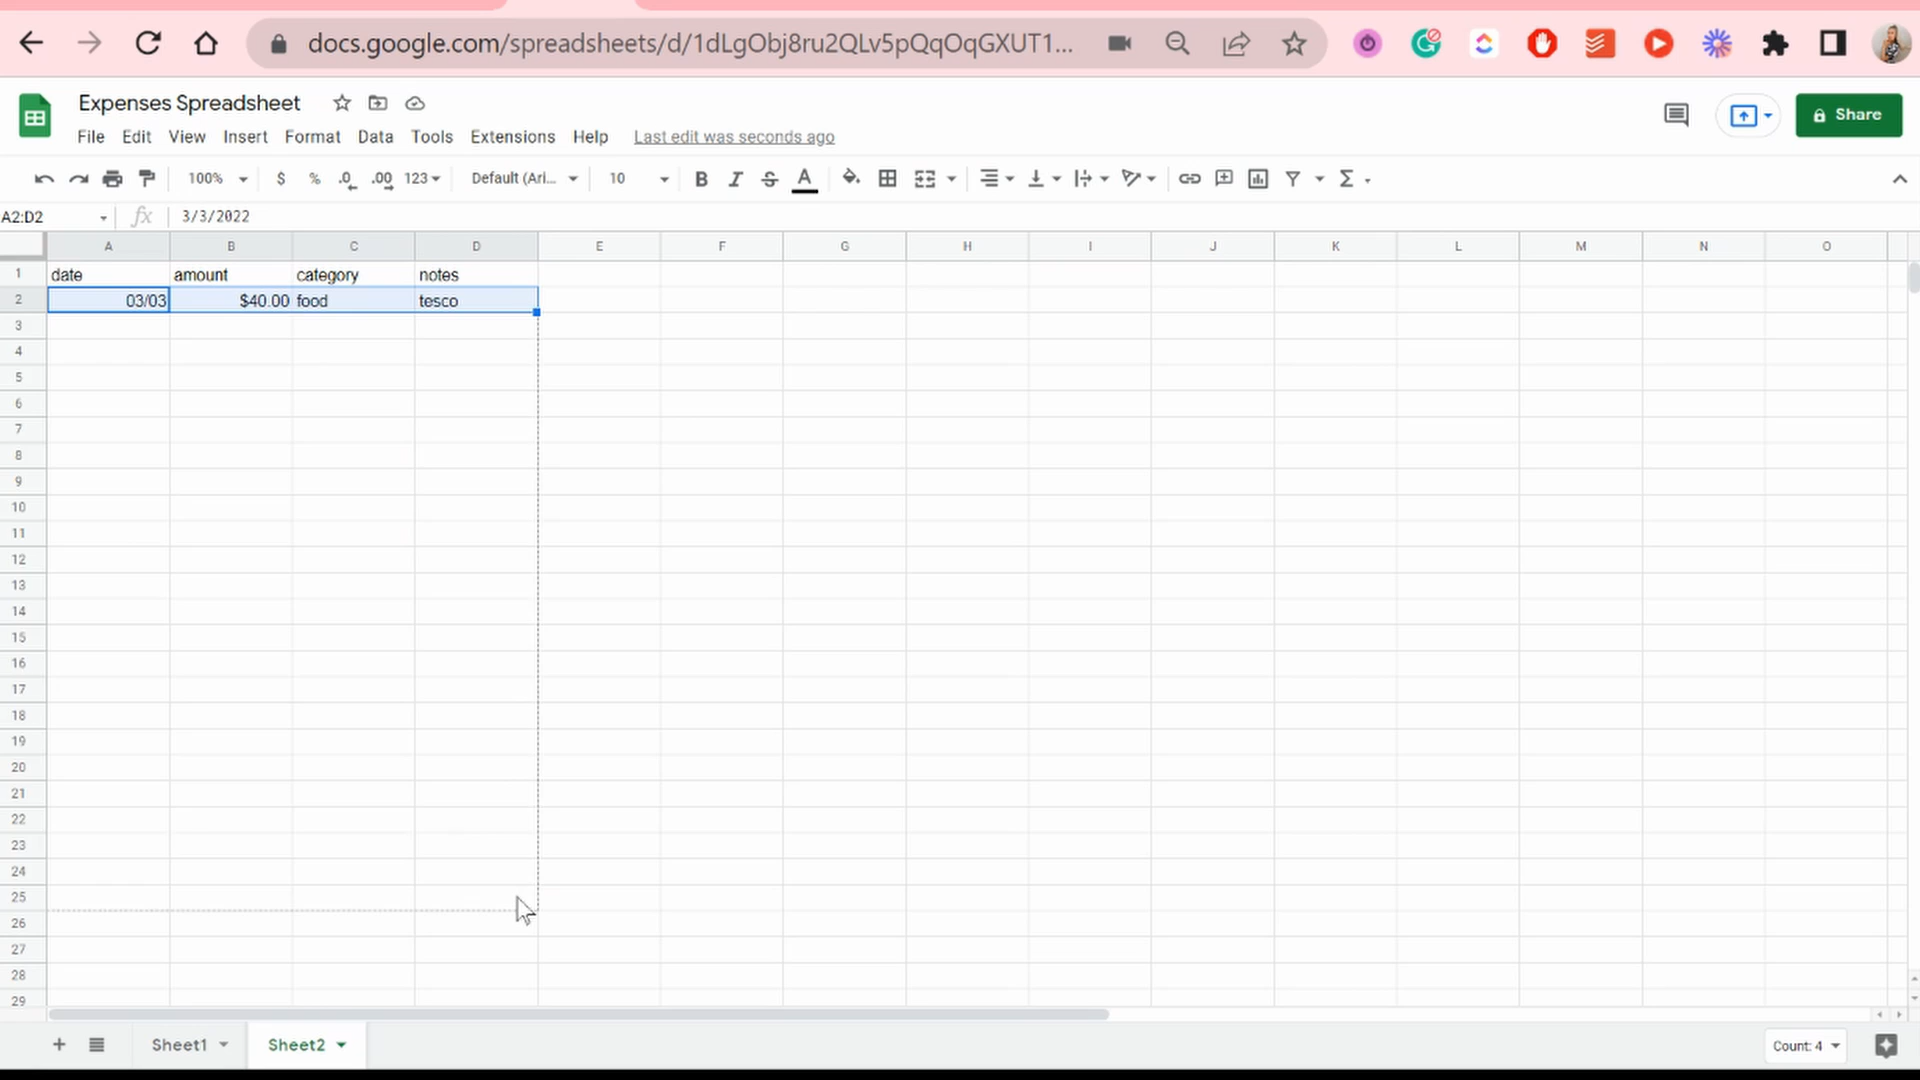 docs.google.com/spreadsheets/d/1dLgObj8ru2QLv5pQqOqGXUT1...
Expenses Spreadsheet
File Edit View Insert Format Data Tools Extensions Help Last edit was seconds ago
Share
100% $ % .0 .00 123 Default (Ari... 10 B I S A Σ
A2:D2 fx 3/3/2022
A B C D E F G H I J K L M N O
1 date amount category notes
2 03/03 $40.00 food tesco
3
4
5
6
7
8
9
10
11
12
13
14
15
16
17
18
19
20
21
22
23
24
25
26
27
28
29
+ Sheet1 Sheet2 Count: 4